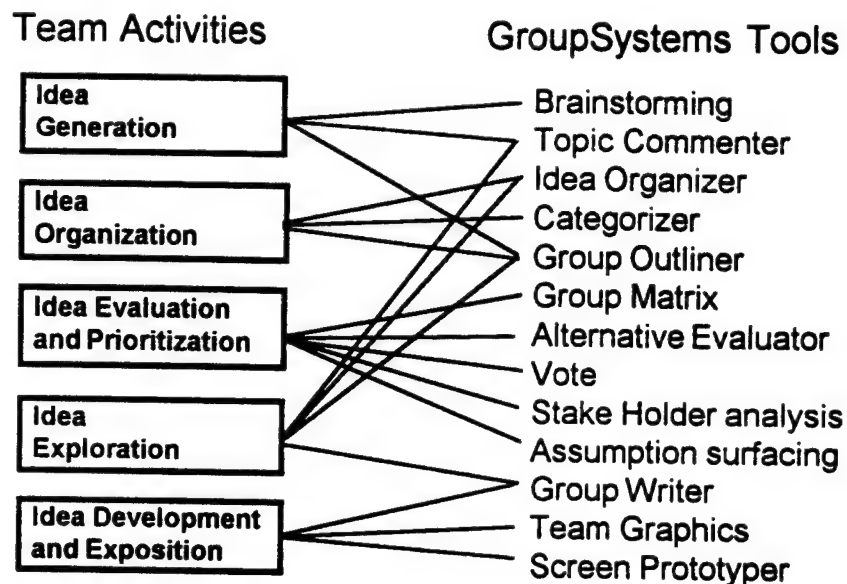 Team Activities
Idea
Generation
Idea
Organization
Idea Evaluation
and Prioritization
Idea
Exploration
Idea Development
and Exposition
GroupSystems Tools
Brainstorming
Topic Commenter
Idea Organizer
Categorizer
Group Outliner
Group Matrix
Alternative Evaluator
Vote
Stake Holder analysis
Assumption surfacing
Group Writer
Team Graphics
Screen Prototyper